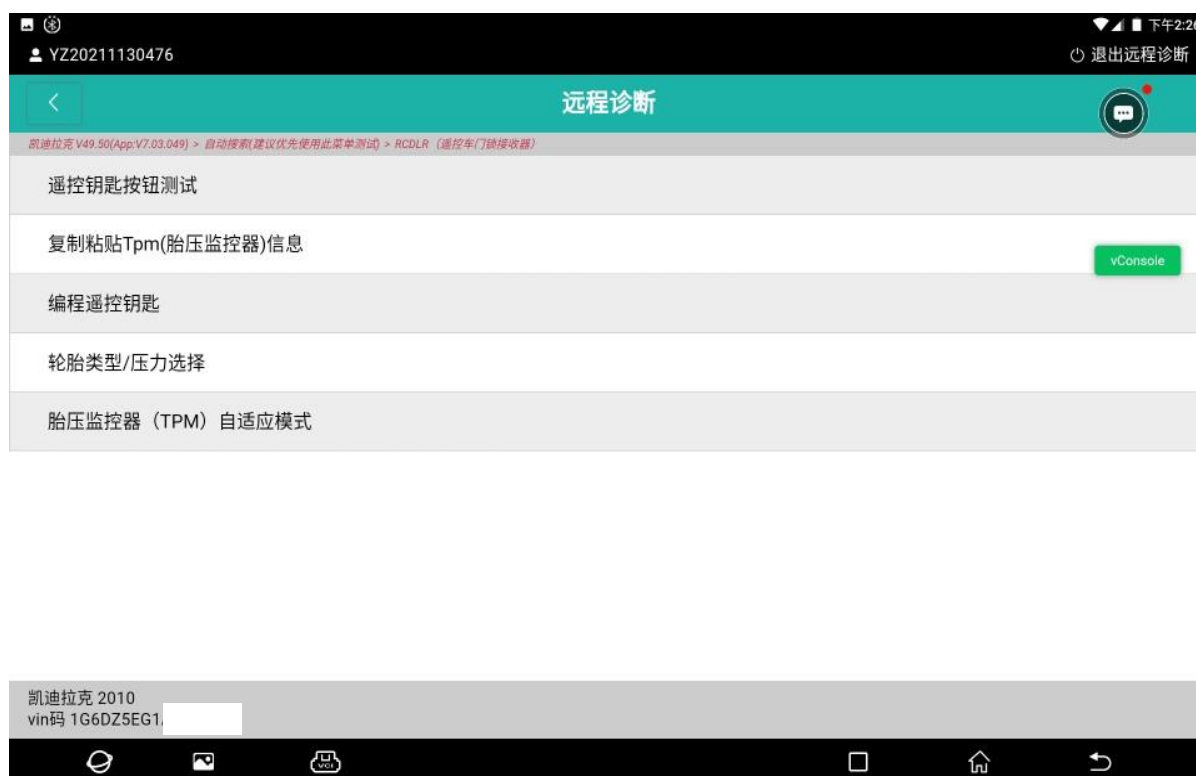 下午2:26
YZ20211130476
退出远程诊断
远程诊断
凯迪拉克 V49.50(App:V7.03.049) > 自动搜索(建议优先使用此菜单测试) > RCDLR（遥控车门锁接收器）
遥控钥匙按钮测试
复制粘贴Tpm(胎压监控器)信息
vConsole
编程遥控钥匙
轮胎类型/压力选择
胎压监控器（TPM）自适应模式
凯迪拉克 2010
vin码 1G6DZ5EG1
VCI